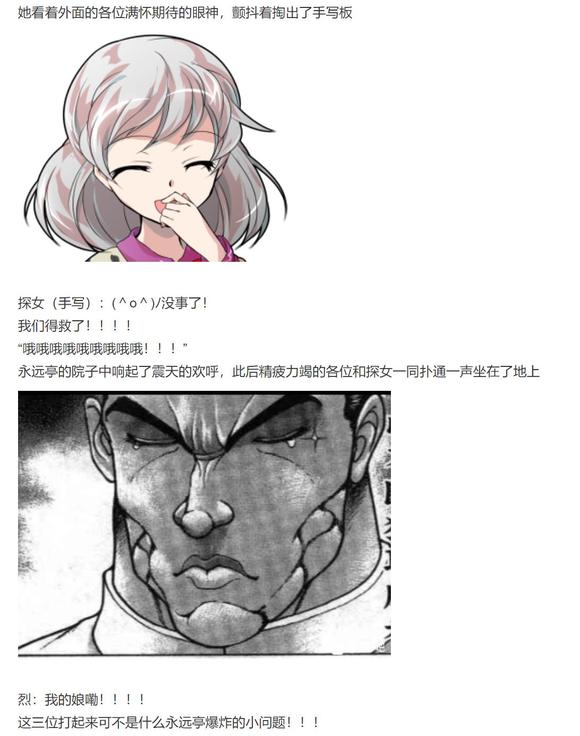 她看着外面的各位满怀期待的眼神，颤抖着掏出了手写板
探女（手写）：(＾o＾)/没事了!
我们得救了！！！！
“哦哦哦哦哦哦哦哦哦！！！”
永远亭的院子中响起了震天的欢呼，此后精疲力竭的各位和探女一同扑通一声坐在了地上
烈：我的娘嘞！！！！
这三位打起来可不是什么永远亭爆炸的小问题！！！